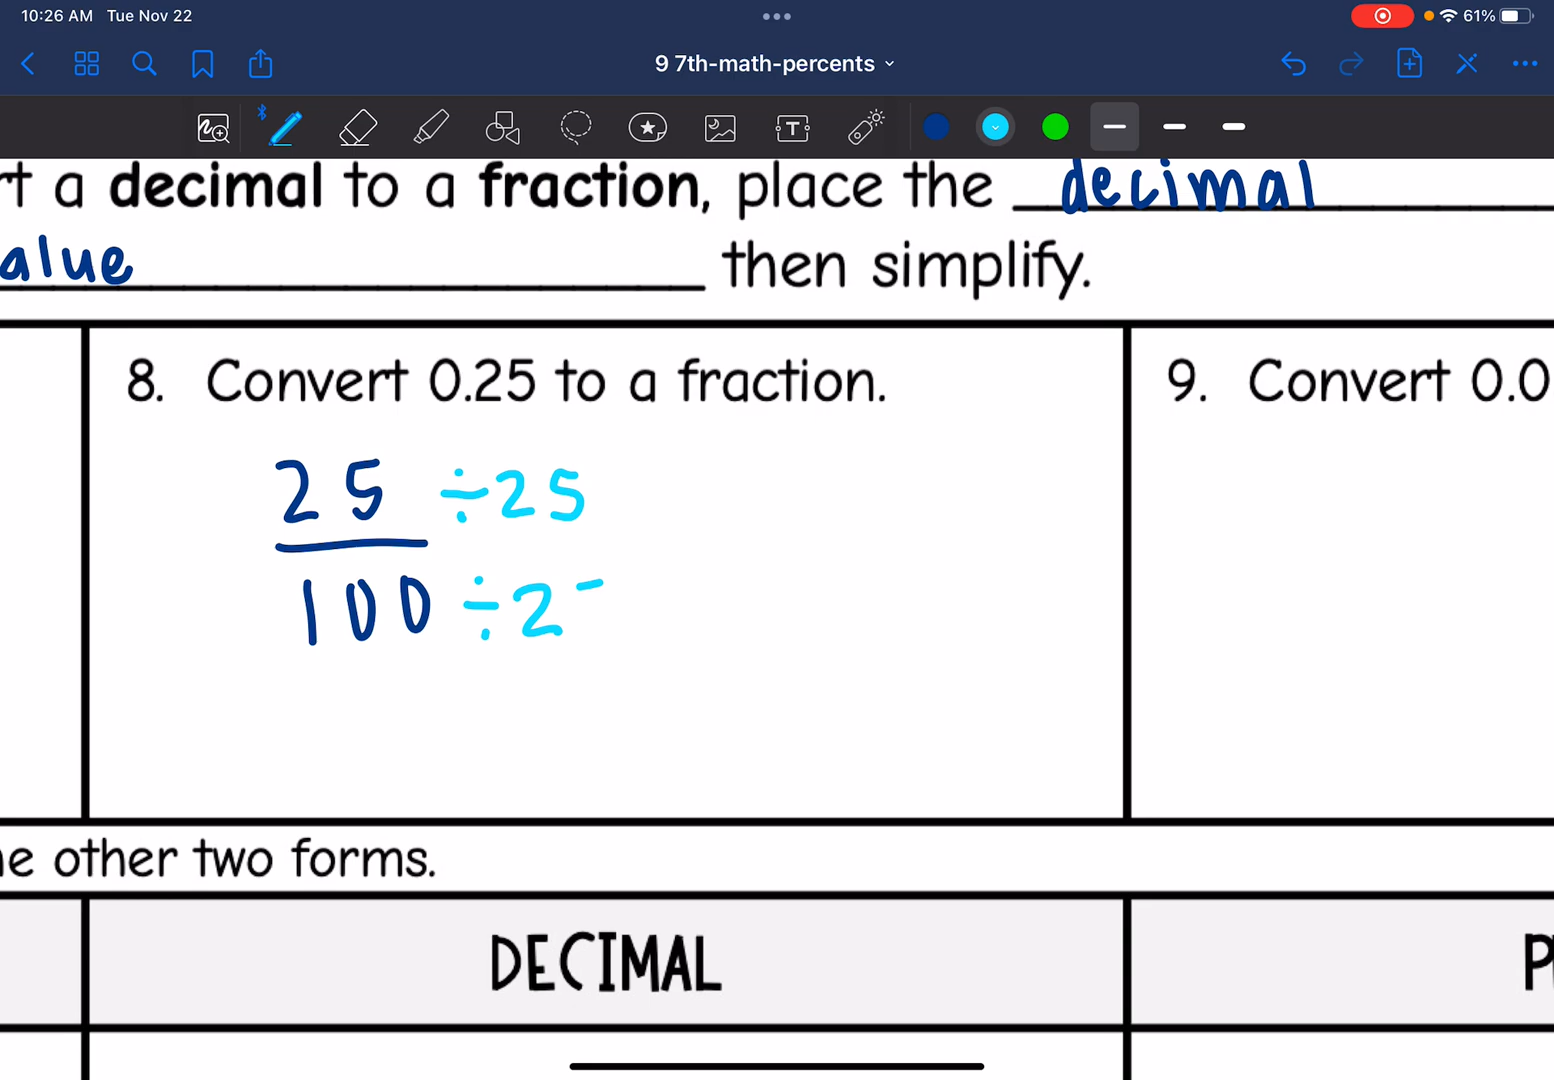 10:26 AM Tue Nov 22
61%
9 7th-math-percents
T
rt a decimal to a fraction, place the decimal
alue then simplify.
8. Convert 0.25 to a fraction.
9. Convert 0.0
25 ÷25
100 ÷2
e other two forms.
DECIMAL
P